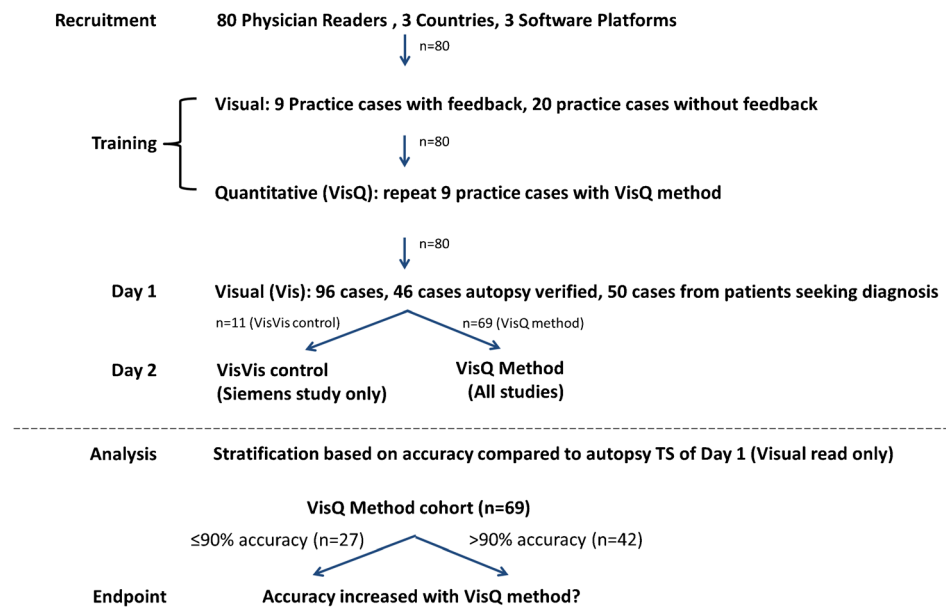 Recruitment 80 Physician Readers , 3 Countries, 3 Software Platforms
n=80
Visual: 9 Practice cases with feedback, 20 practice cases without feedback
Training
n=80
Quantitative (VisQ): repeat 9 practice cases with VisQ method
n=80
Day 1 Visual (Vis): 96 cases, 46 cases autopsy verified, 50 cases from patients seeking diagnosis
n=11 (VisVis control) n=69 (VisQ method)
Day 2 VisVis control VisQ Method
(Siemens study only) (All studies)
Analysis Stratification based on accuracy compared to autopsy TS of Day 1 (Visual read only)
VisQ Method cohort (n=69)
≤90% accuracy (n=27) >90% accuracy (n=42)
Endpoint Accuracy increased with VisQ method?